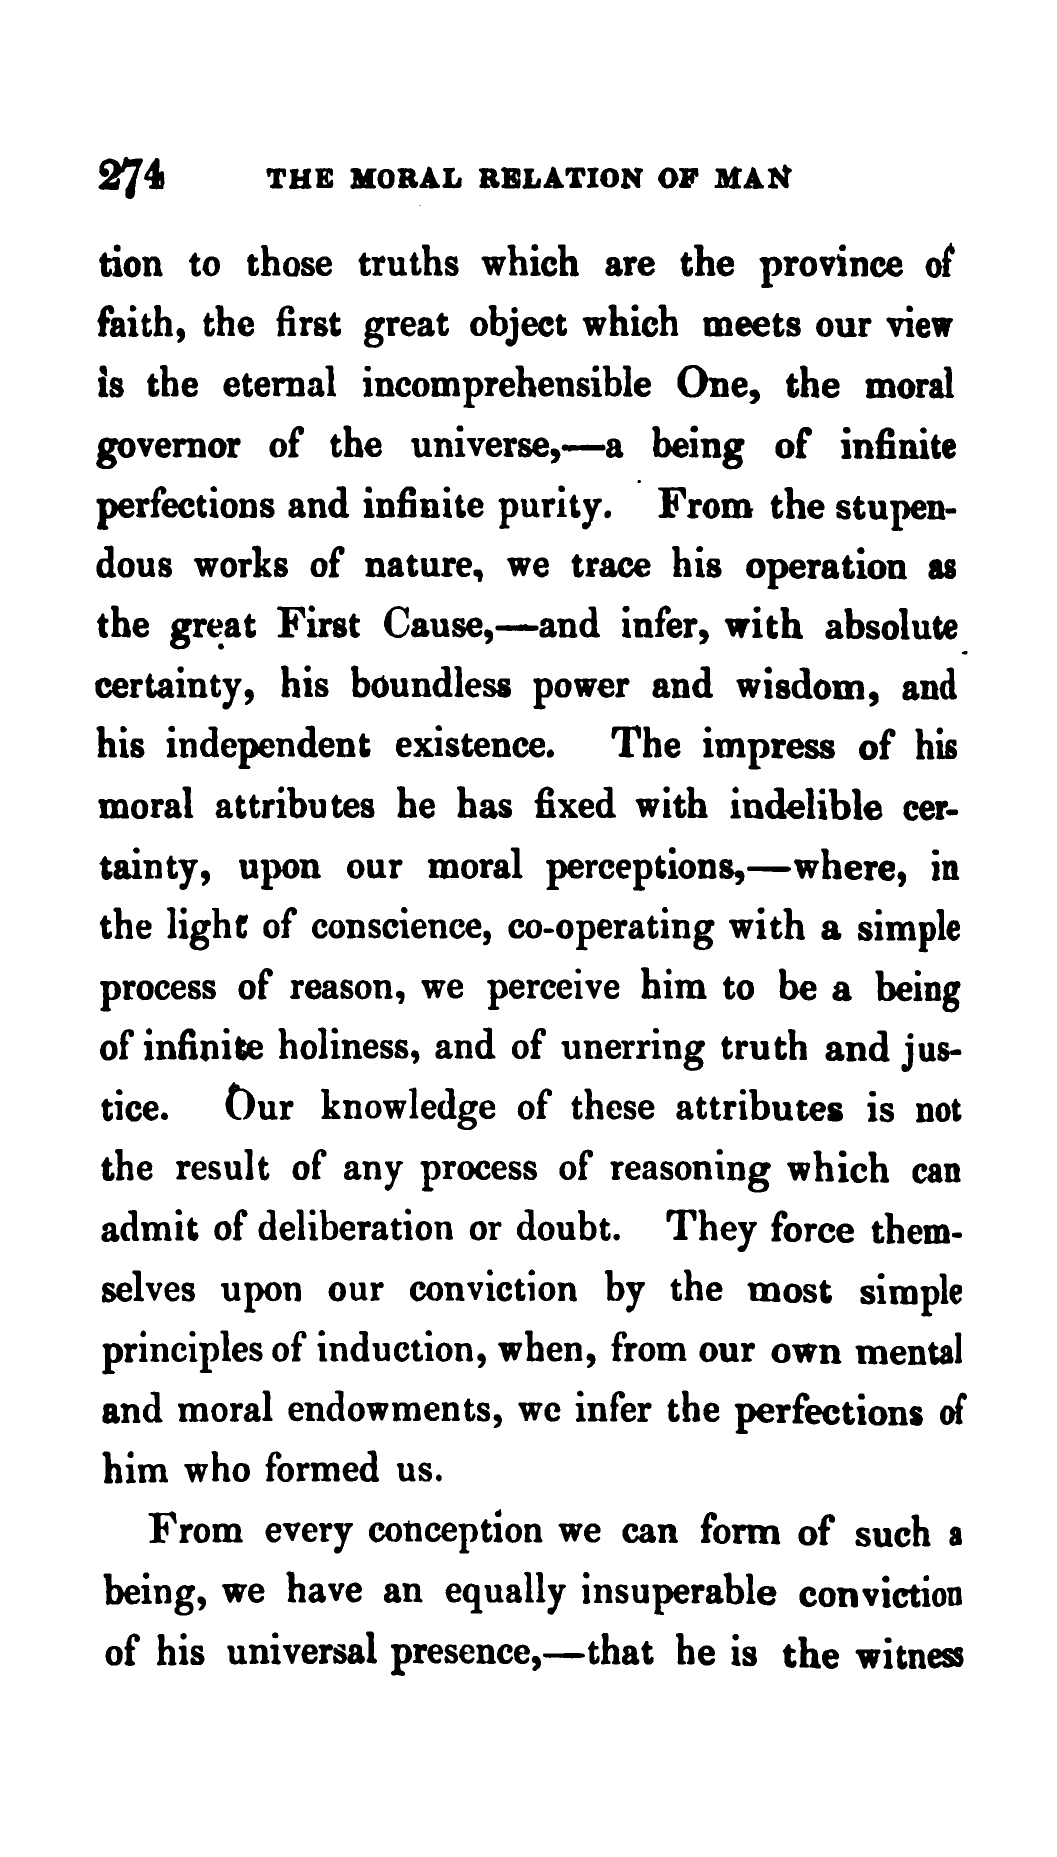 274 THE MORAL RELATION OF MAN
tion to those truths which are the province of
faith, the first great object which meets our view
is the eternal incomprehensible One, the moral
governor of the universe,—a being of infinite
perfections and infinite purity. From the stupen-
dous works of nature, we trace his operation as
the great First Cause,—and infer, with absolute
certainty, his boundless power and wisdom, and
his independent existence. The impress of his
moral attributes he has fixed with indelible cer-
tainty, upon our moral perceptions,—where, in
the light of conscience, co-operating with a simple
process of reason, we perceive him to be a being
of infinite holiness, and of unerring truth and jus-
tice. Our knowledge of these attributes is not
the result of any process of reasoning which can
admit of deliberation or doubt. They force them-
selves upon our conviction by the most simple
principles of induction, when, from our own mental
and moral endowments, we infer the perfections of
him who formed us.
From every conception we can form of such a
being, we have an equally insuperable conviction
of his universal presence,—that he is the witness